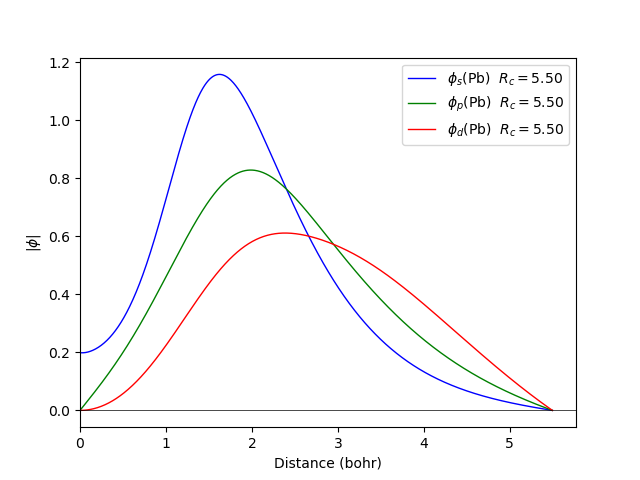 1.2
1.0
0.8
0.6
0.4
0.2
0.0
|ϕ|
ϕs(Pb) Rc = 5.50
ϕp(Pb) Rc = 5.50
ϕd(Pb) Rc = 5.50
0 1 2 3 4 5
Distance (bohr)